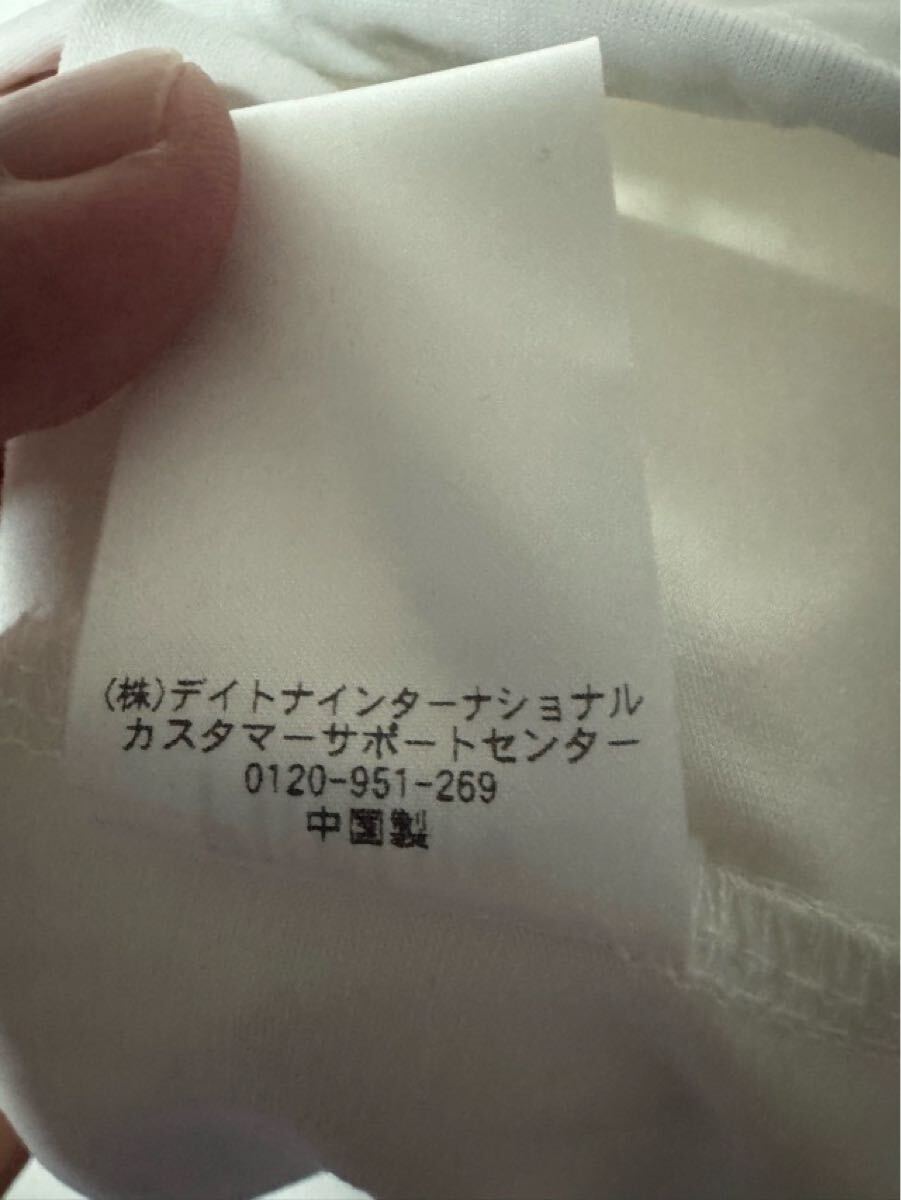 (株)デイトナインターナショナル
カスタマーサポートセンター
0120-951-269
中国製